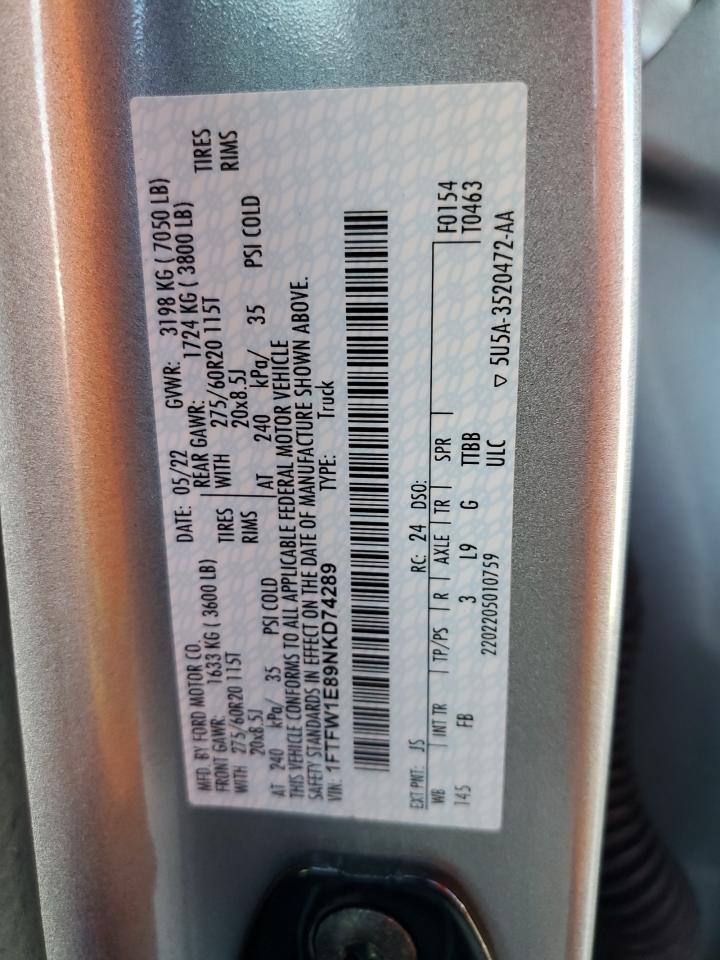 MFD. BY FORD MOTOR CO.
DATE: 05/22 GVWR: 3198 KG ( 7050 LB)
FRONT GAWR: 1633 KG ( 3600 LB) REAR GAWR: 1724 KG ( 3800 LB)
WITH 275/60R20 115T TIRES WITH 275/60R20 115T TIRES
20x8.5J RIMS 20x8.5J RIMS
AT 240 kPa/ 35 PSI COLD AT 240 kPa/ 35 PSI COLD
THIS VEHICLE CONFORMS TO ALL APPLICABLE FEDERAL MOTOR VEHICLE
SAFETY STANDARDS IN EFFECT ON THE DATE OF MANUFACTURE SHOWN ABOVE.
VIN: 1FTFW1E89NKD74289 TYPE: Truck
EXT PNT: JS RC: 24 DSO:
WB INT TR TP/PS R AXLE TR SPR F0154
145 FB 3 L9 G TTBB T0463
2202205010759 ULC
▽ 5U5A-3520472-AA